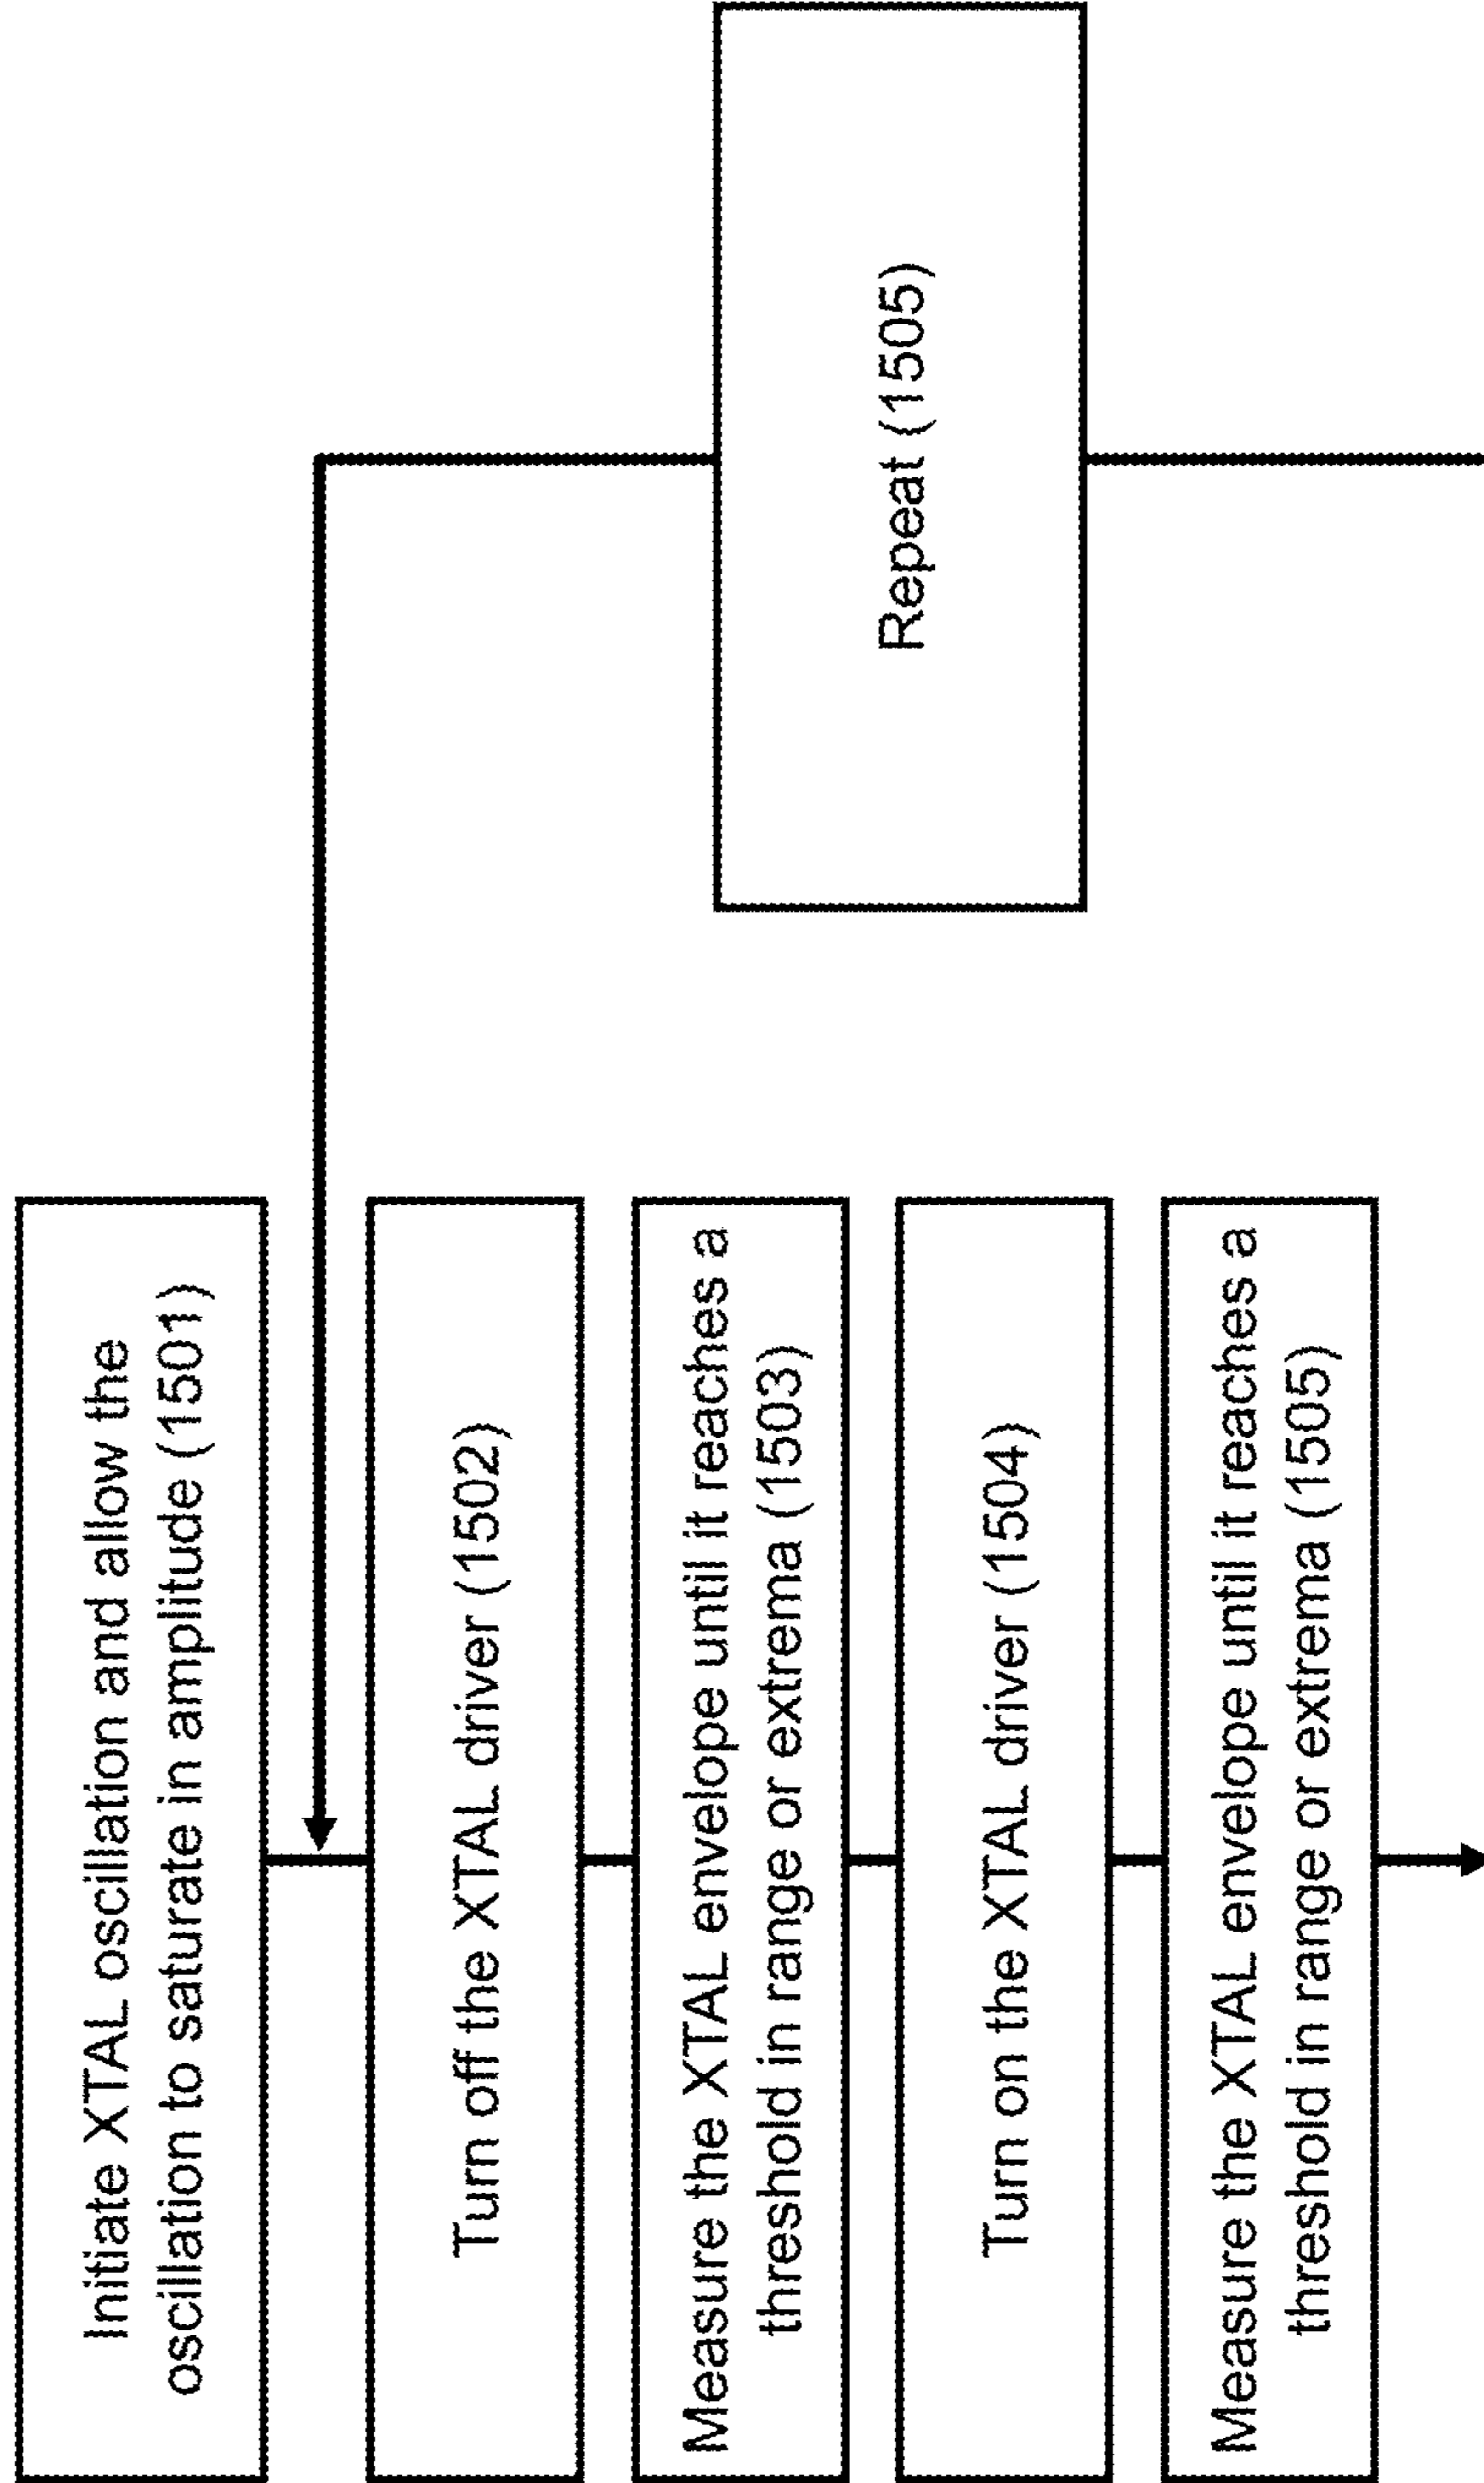 Initiate XTAL oscillation and allow the
oscillation to saturate in amplitude (1501)
Turn off the XTAL driver (1502)
Measure the XTAL envelope until it reaches a
threshold in range or extrema (1503)
Turn on the XTAL driver (1504)
Measure the XTAL envelope until it reaches a
threshold in range or extrema (1505)
Repeat (1505)